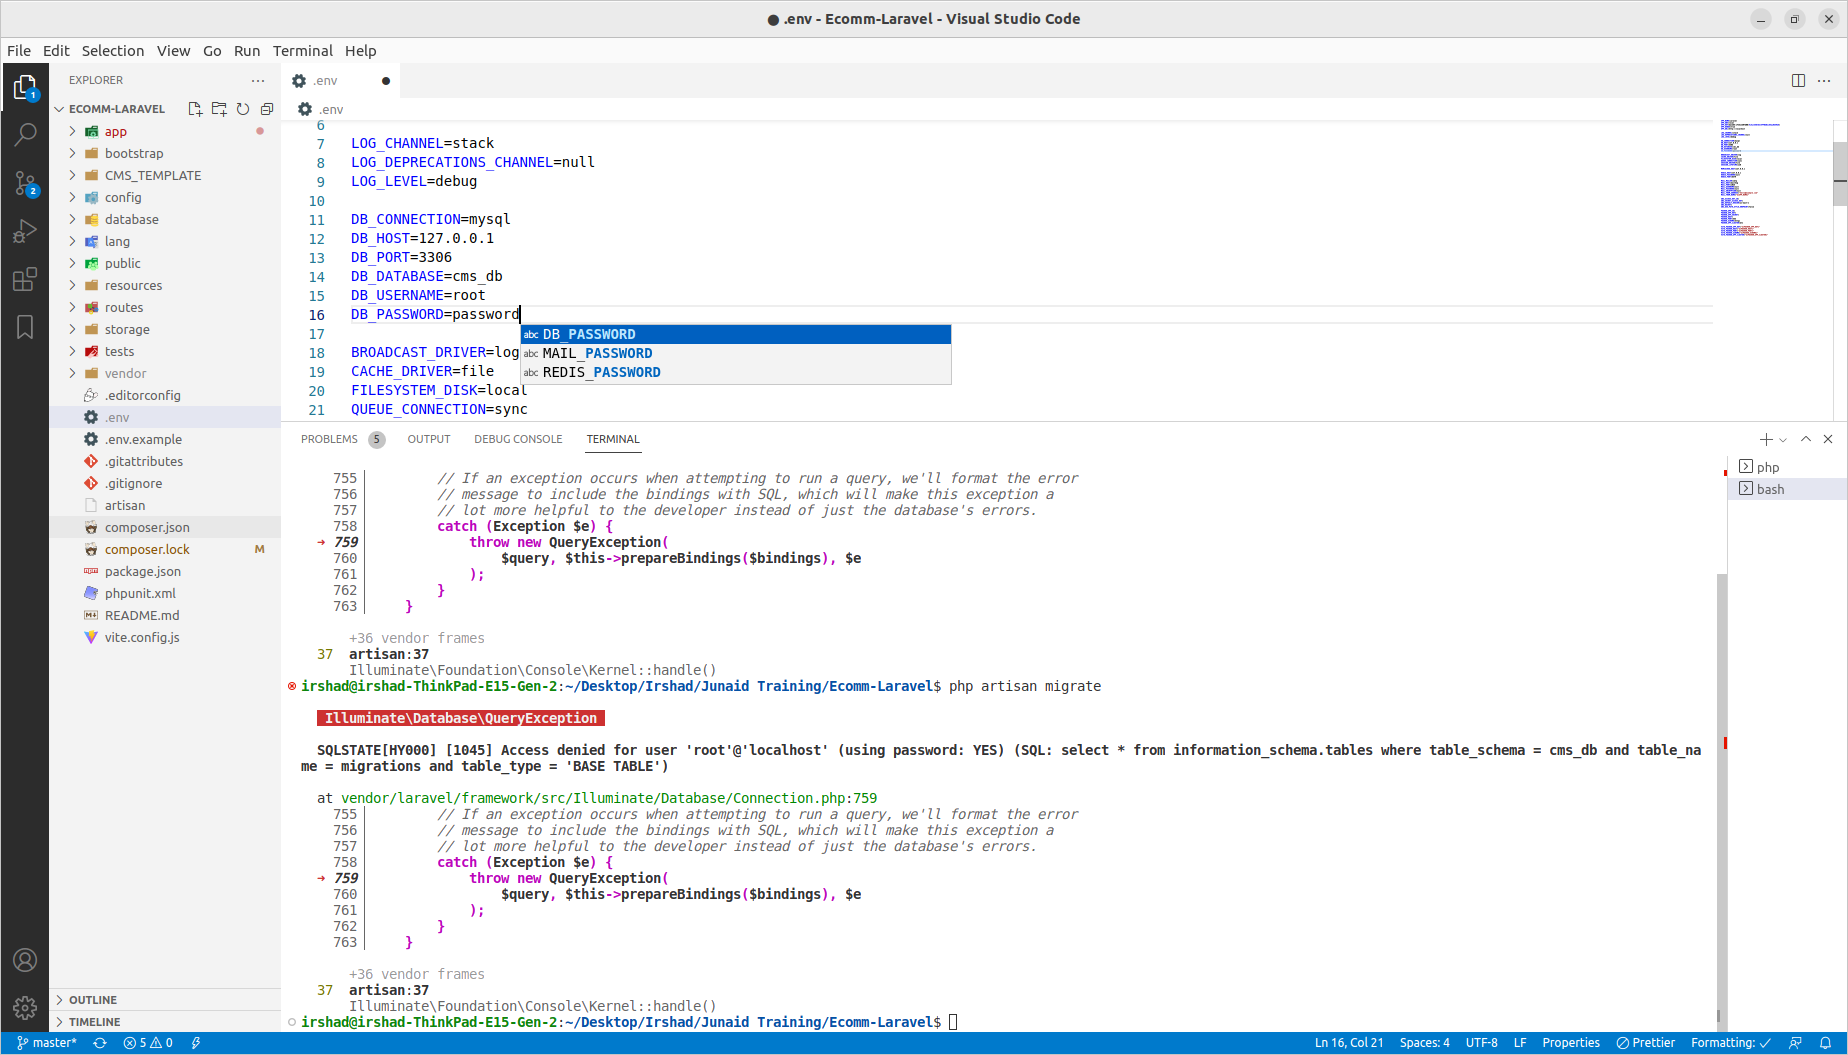 ● .env - Ecomm-Laravel - Visual Studio Code
File Edit Selection View Go Run Terminal Help
EXPLORER
ECOMM-LARAVEL
app
bootstrap
CMS_TEMPLATE
config
database
lang
public
resources
routes
storage
tests
vendor
.editorconfig
.env
.env.example
.gitattributes
.gitignore
artisan
composer.json
composer.lock M
package.json
phpunit.xml
README.md
vite.config.js
OUTLINE
TIMELINE
1
2
.env
.env
6
7 LOG_CHANNEL=stack
8 LOG_DEPRECATIONS_CHANNEL=null
9 LOG_LEVEL=debug
10
11 DB_CONNECTION=mysql
12 DB_HOST=127.0.0.1
13 DB_PORT=3306
14 DB_DATABASE=cms_db
15 DB_USERNAME=root
16 DB_PASSWORD=password
17
18 BROADCAST_DRIVER=log
19 CACHE_DRIVER=file
20 FILESYSTEM_DISK=local
21 QUEUE_CONNECTION=sync
abc DB_PASSWORD
abc MAIL_PASSWORD
abc REDIS_PASSWORD
PROBLEMS 5 OUTPUT DEBUG CONSOLE TERMINAL
php
bash
755 // If an exception occurs when attempting to run a query, we'll format the error
756 // message to include the bindings with SQL, which will make this exception a
757 // lot more helpful to the developer instead of just the database's errors.
758 catch (Exception $e) {
➜ 759 throw new QueryException(
760 $query, $this->prepareBindings($bindings), $e
761 );
762 }
763 }
+36 vendor frames
37 artisan:37
Illuminate\Foundation\Console\Kernel::handle()
irshad@irshad-ThinkPad-E15-Gen-2:~/Desktop/Irshad/Junaid Training/Ecomm-Laravel$ php artisan migrate
Illuminate\Database\QueryException
SQLSTATE[HY000] [1045] Access denied for user 'root'@'localhost' (using password: YES) (SQL: select * from information_schema.tables where table_schema = cms_db and table_na
me = migrations and table_type = 'BASE TABLE')
at vendor/laravel/framework/src/Illuminate/Database/Connection.php:759
755 // If an exception occurs when attempting to run a query, we'll format the error
756 // message to include the bindings with SQL, which will make this exception a
757 // lot more helpful to the developer instead of just the database's errors.
758 catch (Exception $e) {
➜ 759 throw new QueryException(
760 $query, $this->prepareBindings($bindings), $e
761 );
762 }
763 }
+36 vendor frames
37 artisan:37
Illuminate\Foundation\Console\Kernel::handle()
irshad@irshad-ThinkPad-E15-Gen-2:~/Desktop/Irshad/Junaid Training/Ecomm-Laravel$
master* 5 0 Ln 16, Col 21 Spaces: 4 UTF-8 LF Properties Prettier Formatting: ✓